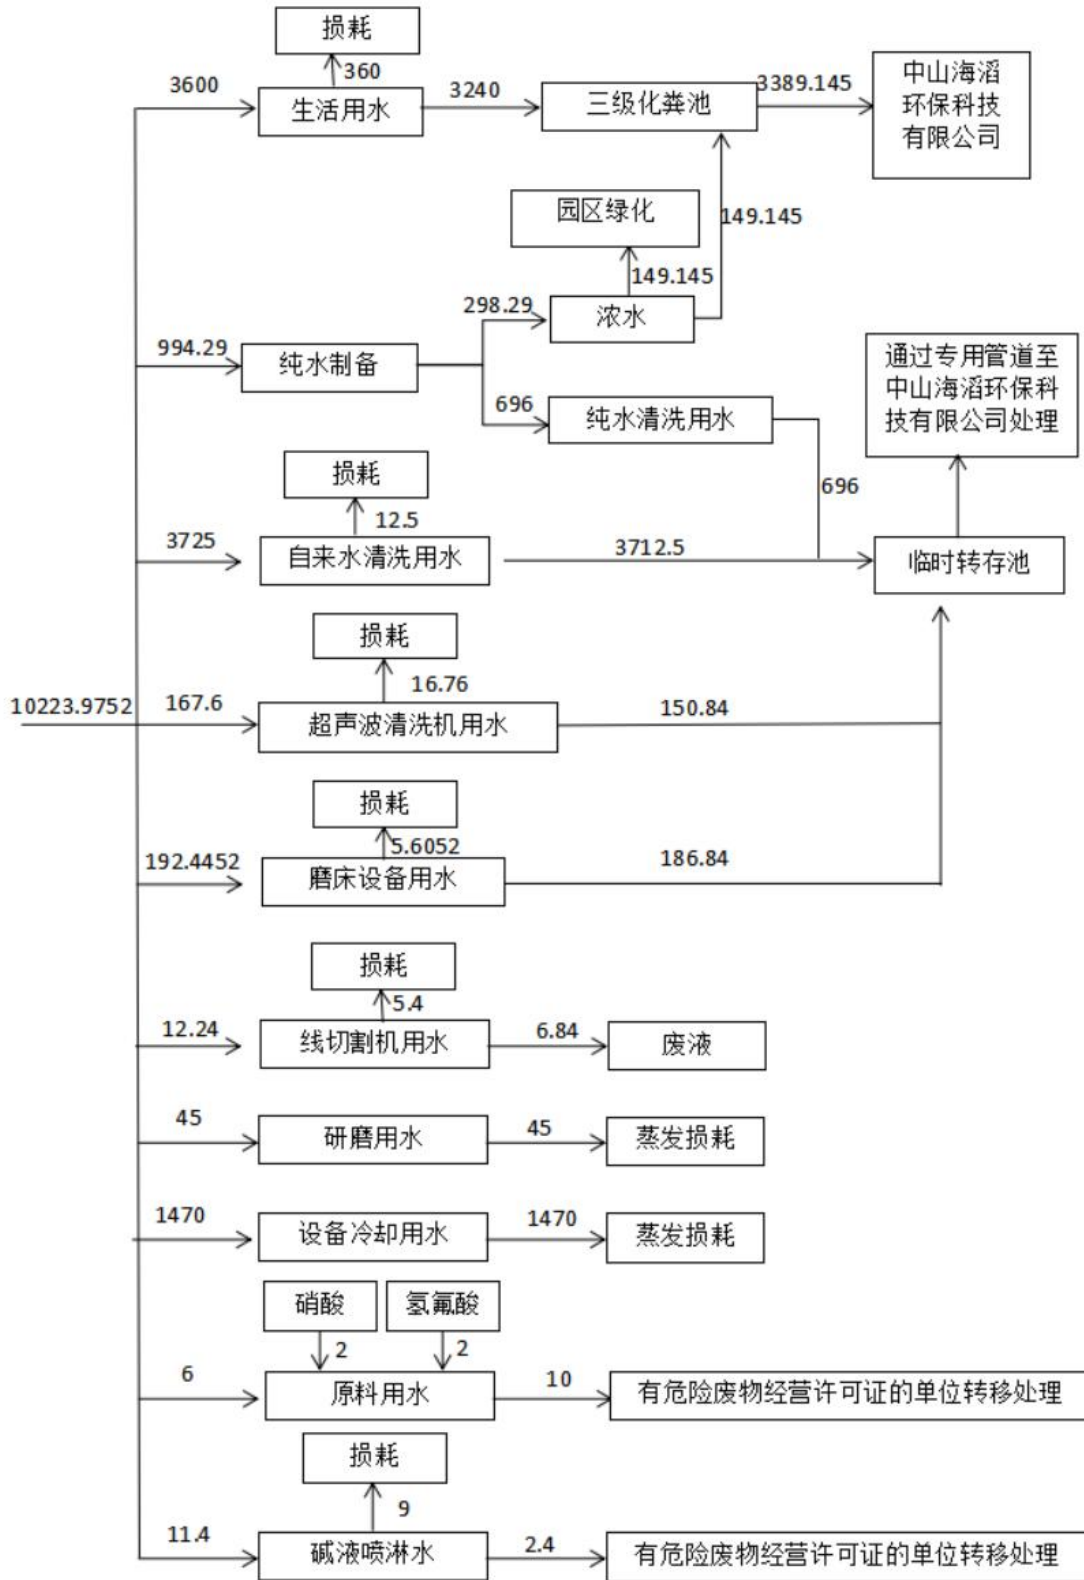 损耗
360
3600
生活用水
3240
三级化粪池
3389.145
中山海滔
环保科技
有限公司
园区绿化
149.145
149.145
298.29
浓水
994.29
纯水制备
696
纯水清洗用水
696
通过专用管道至
中山海滔环保科
技有限公司处理
损耗
12.5
3725
自来水清洗用水
3712.5
临时转存池
损耗
16.76
10223.9752
167.6
超声波清洗机用水
150.84
损耗
5.6052
192.4452
磨床设备用水
186.84
损耗
5.4
12.24
线切割机用水
6.84
废液
45
研磨用水
45
蒸发损耗
1470
设备冷却用水
1470
蒸发损耗
硝酸
氢氟酸
2
2
6
原料用水
10
有危险废物经营许可证的单位转移处理
损耗
9
11.4
碱液喷淋水
2.4
有危险废物经营许可证的单位转移处理